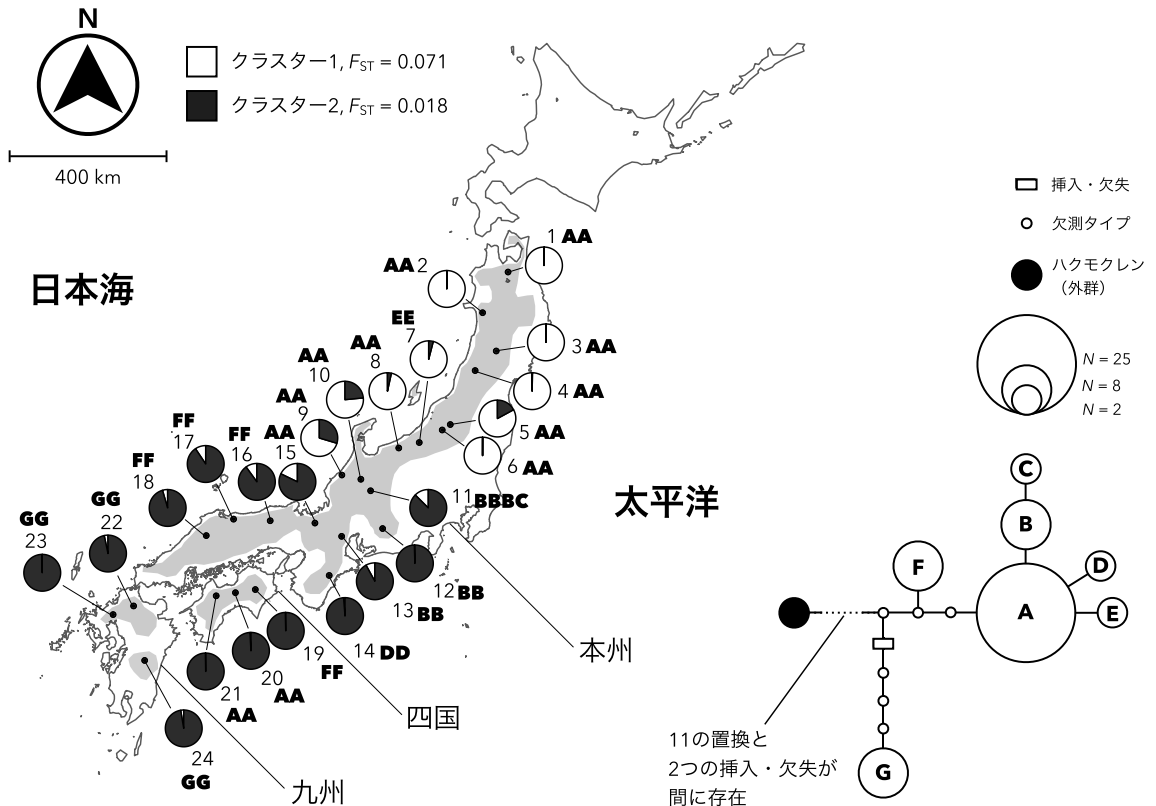 N
クラスター1, FST = 0.071
クラスター2, FST = 0.018
400 km
日本海
太平洋
本州
四国
九州
1 AA
AA 2
3 AA
4 AA
5 AA
6 AA
EE
7
AA
8
AA
9
AA
10
11 BBBC
12 BB
13 BB
14 DD
AA
15
FF
16
FF
17
FF
18
19
FF
20
AA
21
AA
GG
22
GG
23
24
GG
挿入・欠失
欠測タイプ
ハクモクレン
（外群）
N = 25
N = 8
N = 2
C
B
D
F
A
E
G
11の置換と
2つの挿入・欠失が
間に存在